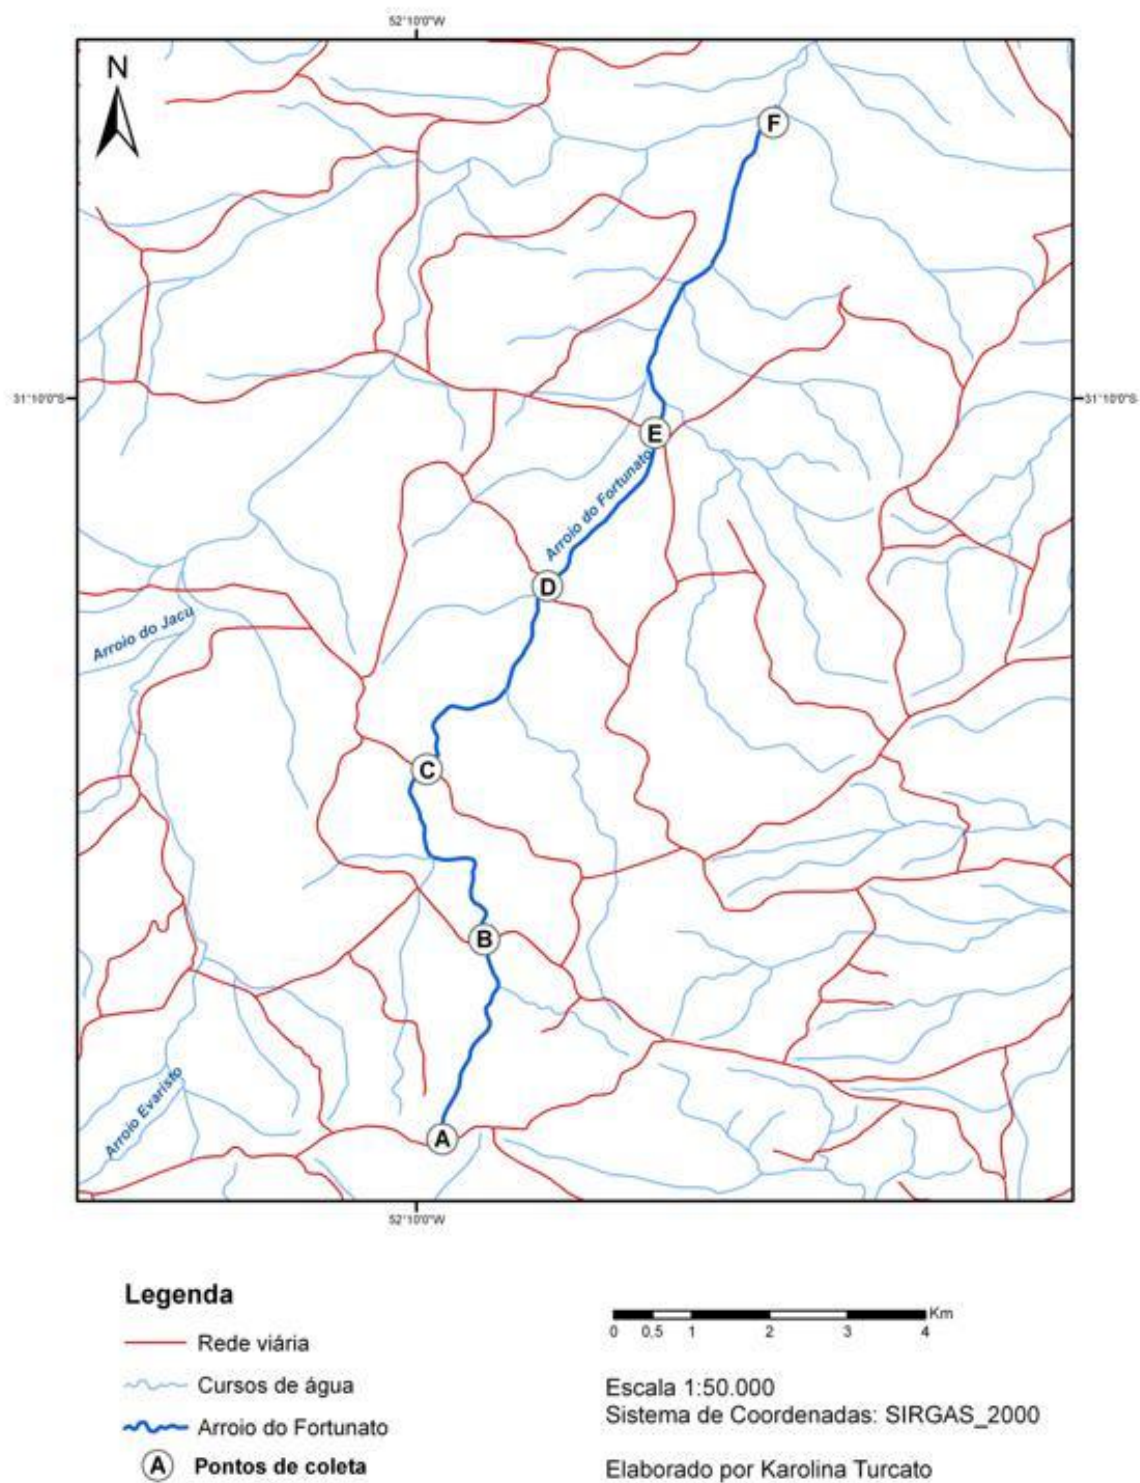 52°10'0"W
N
F
31°10'0"S
31°10'0"S
E
Arroio do Fortunato
D
Arroio do Jacu
C
B
Arroio Evaristo
A
52°10'0"W
Legenda
Rede viária
Cursos de água
Arroio do Fortunato
A Pontos de coleta
Km
0 0,5 1 2 3 4
Escala 1:50.000
Sistema de Coordenadas: SIRGAS_2000
Elaborado por Karolina Turcato